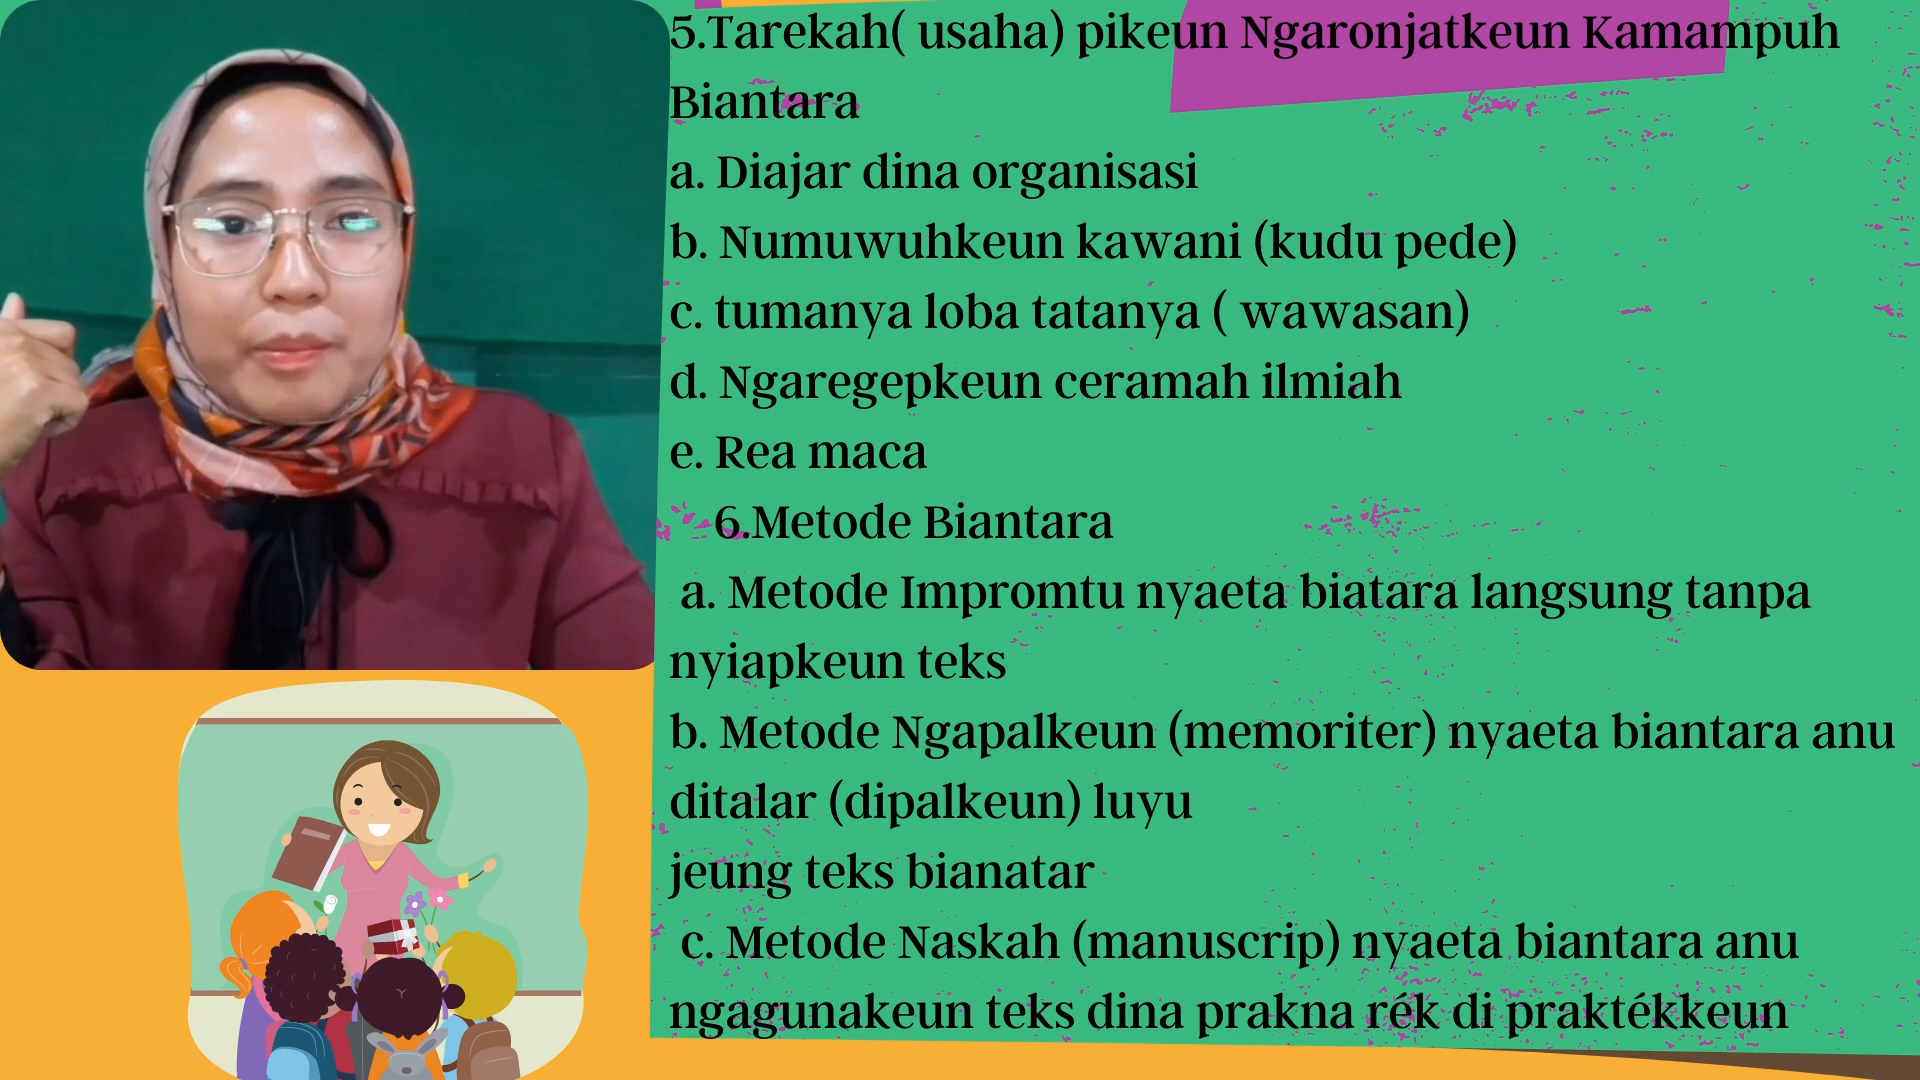 5.Tarekah( usaha) pikeun Ngaronjatkeun Kamampuh
Biantara
a. Diajar dina organisasi
b. Numuwuhkeun kawani (kudu pede)
c. tumanya loba tatanya ( wawasan)
d. Ngaregepkeun ceramah ilmiah
e. Rea maca
6.Metode Biantara
a. Metode Impromtu nyaeta biatara langsung tanpa
nyiapkeun teks
b. Metode Ngapalkeun (memoriter) nyaeta biantara anu
ditalar (dipalkeun) luyu
jeung teks bianatar
c. Metode Naskah (manuscrip) nyaeta biantara anu
ngagunakeun teks dina prakna rék di praktékkeun